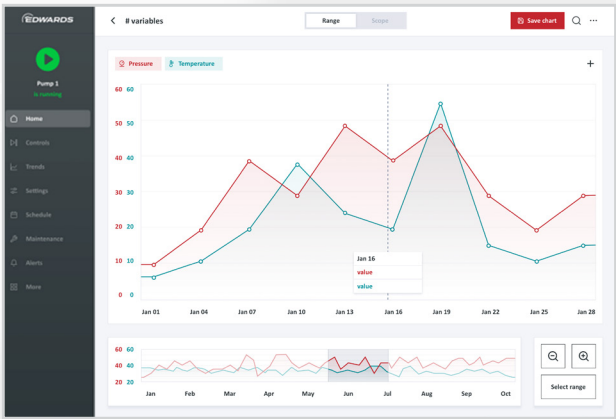 EDWARDS
Pump 1
is running
Home
Controls
Trends
Settings
Schedule
Maintenance
Alerts
More
# variables
Range
Scope
Save chart
Pressure
Temperature
60 60
50 50
40 40
30 30
20 20
10 10
0 0
Jan 16
value
value
Jan 01 Jan 04 Jan 07 Jan 10 Jan 13 Jan 16 Jan 19 Jan 22 Jan 25 Jan 28
60 60
40 40
20 20
Jan Feb Mar Apr May Jun Jul Aug Sep Oct
Select range